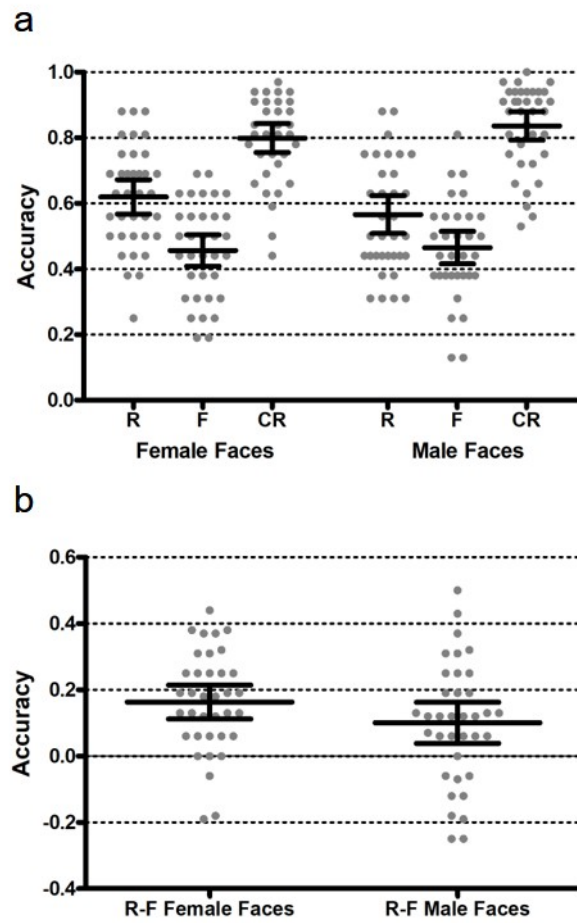 a
Accuracy
1.0
0.8
0.6
0.4
0.2
0.0
R F CR R F CR
Female Faces Male Faces
b
Accuracy
0.6
0.4
0.2
0.0
-0.2
-0.4
R-F Female Faces R-F Male Faces